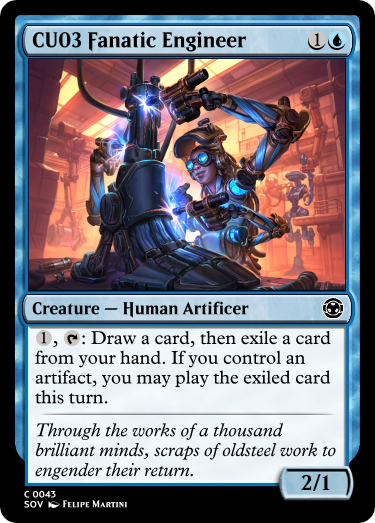 CU03 Fanatic Engineer 1
Creature — Human Artificer
1, : Draw a card, then exile a card
from your hand. If you control an
artifact, you may play the exiled card
this turn.
Through the works of a thousand
brilliant minds, scraps of oldsteel work to
engender their return.
2/1
C 0043
SOV Felipe Martini